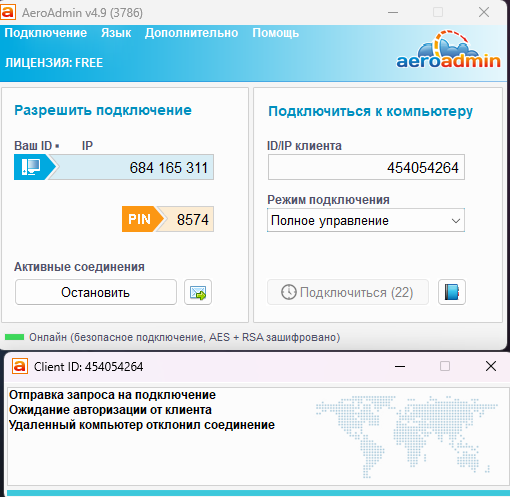 AeroAdmin v4.9 (3786)
Подключение Язык Дополнительно Помощь
ЛИЦЕНЗИЯ: FREE
aeroadmin
Разрешить подключение
Ваш ID IP
684 165 311
PIN 8574
Активные соединения
Остановить
Подключиться к компьютеру
ID/IP клиента
454054264
Режим подключения
Полное управление
Подключиться (22)
Онлайн (безопасное подключение, AES + RSA зашифровано)
Client ID: 454054264
Отправка запроса на подключение
Ожидание авторизации от клиента
Удаленный компьютер отклонил соединение